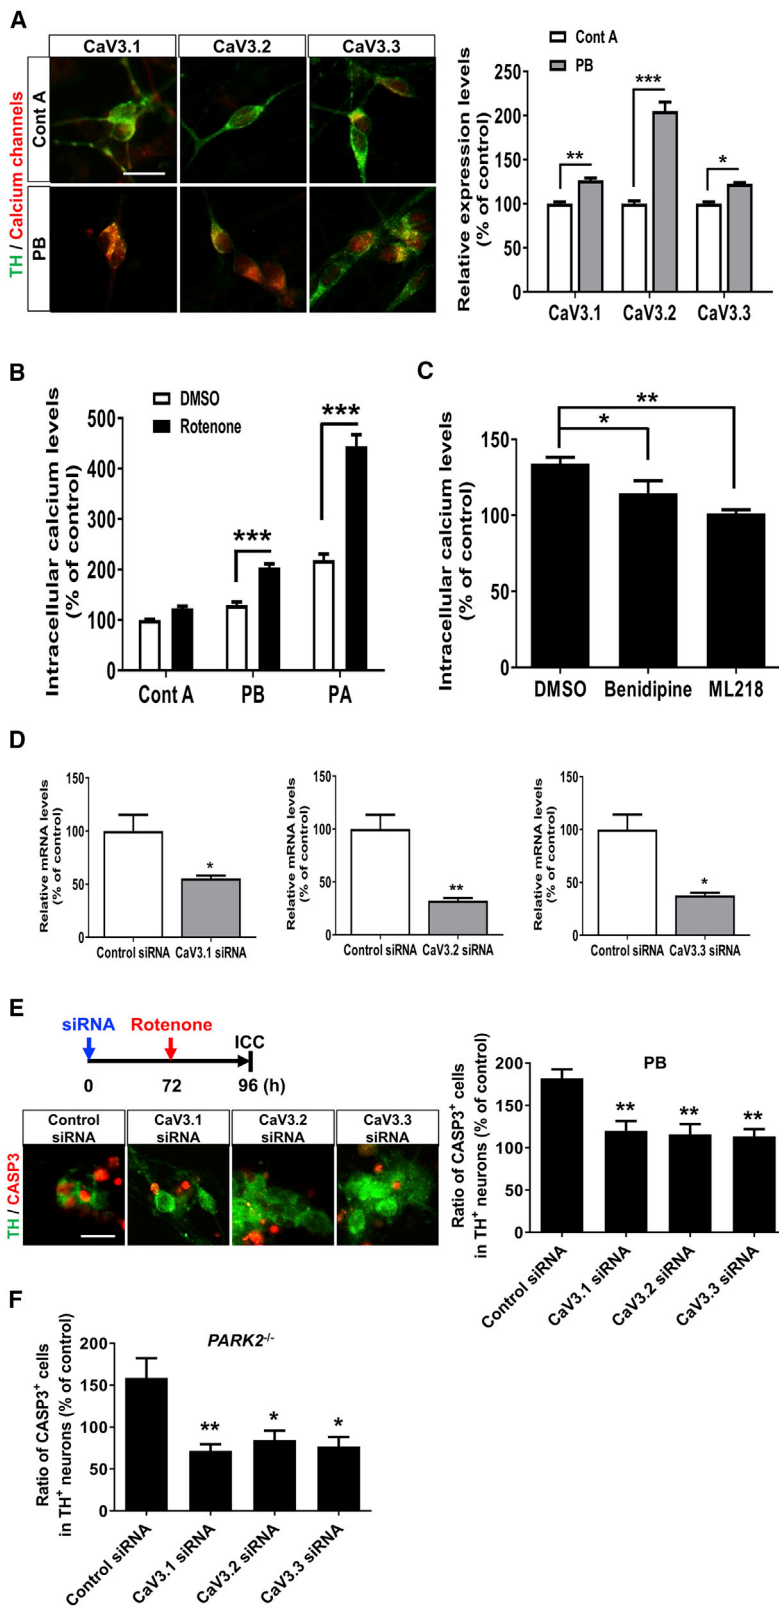 A
CaV3.1 CaV3.2 CaV3.3
TH / Calcium channels
Cont A
PB
Cont A
PB
Relative expression levels
(% of control)
250
200
150
100
50
0
** *** *
CaV3.1 CaV3.2 CaV3.3
B
DMSO
Rotenone
Intracellular calcium levels
(% of control)
500
400
300
200
100
0
*** ***
Cont A PB PA
C
Intracellular calcium levels
(% of control)
150
100
50
0
**
*
DMSO Benidipine ML218
D
Relative mRNA levels
(% of control)
150
100
50
0
*
Control siRNA CaV3.1 siRNA
Relative mRNA levels
(% of control)
150
100
50
0
**
Control siRNA CaV3.2 siRNA
Relative mRNA levels
(% of control)
150
100
50
0
*
Control siRNA CaV3.3 siRNA
E
siRNA Rotenone ICC
0 72 96 (h)
Control siRNA CaV3.1 siRNA CaV3.2 siRNA CaV3.3 siRNA
TH / CASP3
PB
Ratio of CASP3+ cells
in TH+ neurons (% of control)
200
150
100
50
0
** ** **
Control siRNA CaV3.1 siRNA CaV3.2 siRNA CaV3.3 siRNA
F
PARK2-/-
Ratio of CASP3+ cells
in TH+ neurons (% of control)
200
150
100
50
0
** * *
Control siRNA CaV3.1 siRNA CaV3.2 siRNA CaV3.3 siRNA